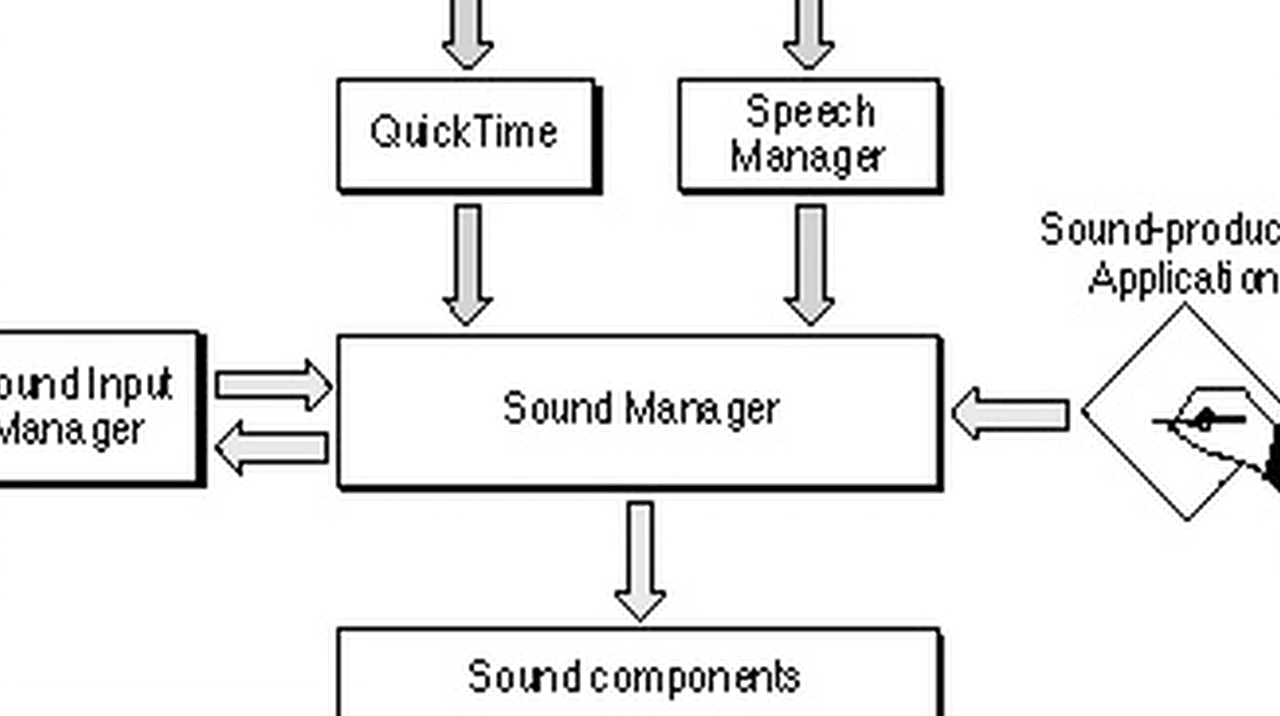 QuickTime
Speech
Manager
Sound-produc
Application
ound Input
Manager
Sound Manager
Sound components